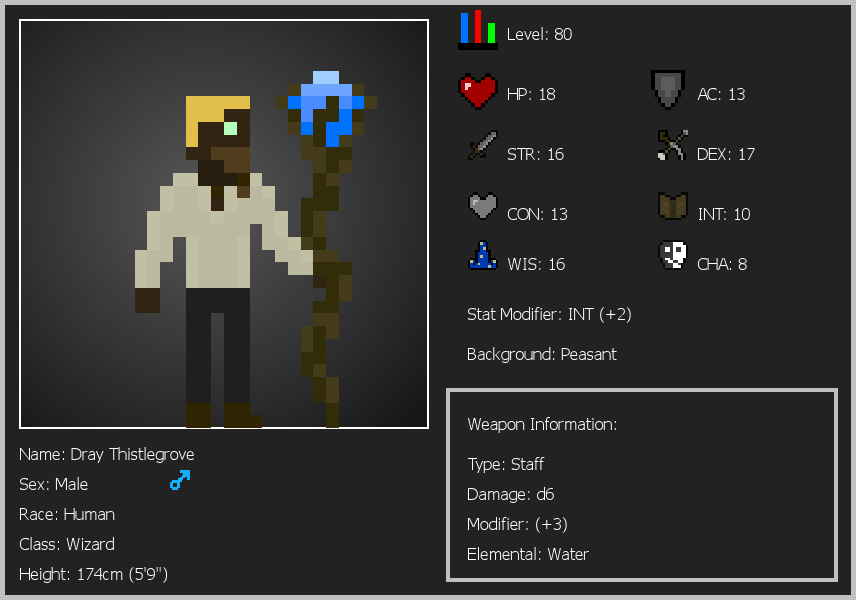 Level: 80
HP: 18
AC: 13
STR: 16
DEX: 17
CON: 13
INT: 10
WIS: 16
CHA: 8
Stat Modifier: INT (+2)
Background: Peasant
Weapon Information:
Type: Staff
Damage: d6
Modifier: (+3)
Elemental: Water
Name: Dray Thistlegrove
Sex: Male
Race: Human
Class: Wizard
Height: 174cm (5'9")